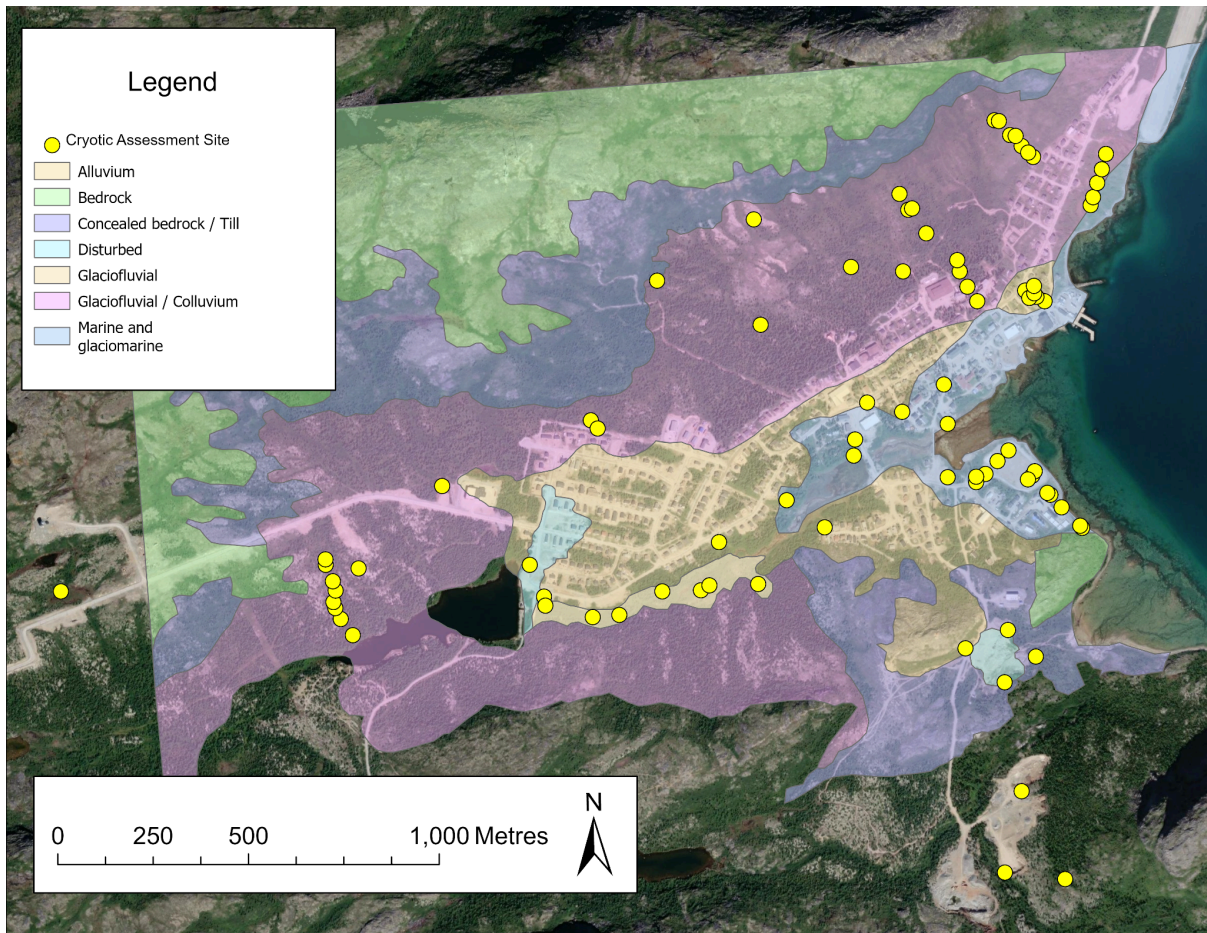 Legend
Cryotic Assessment Site
Alluvium
Bedrock
Concealed bedrock / Till
Disturbed
Glaciofluvial
Glaciofluvial / Colluvium
Marine and
glaciomarine
N
0 250 500 1,000 Metres